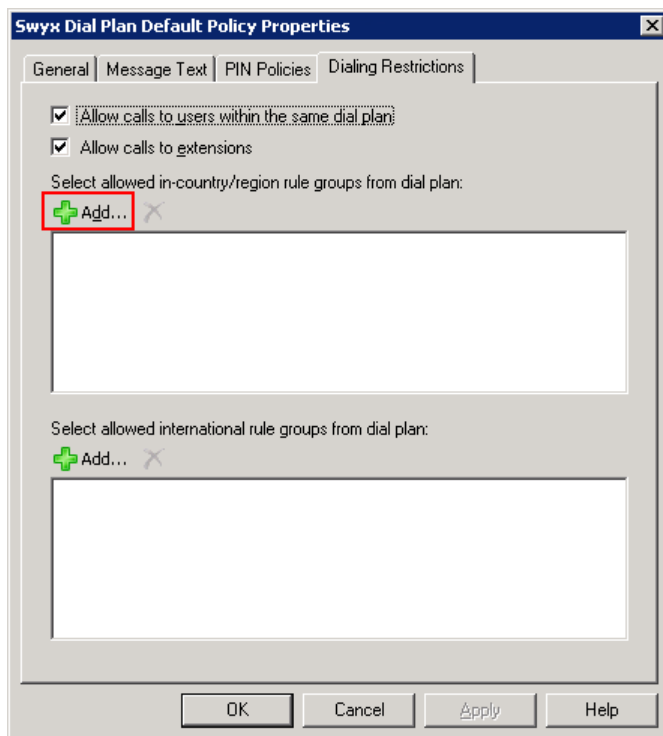 Swyx Dial Plan Default Policy Properties
General Message Text PIN Policies Dialing Restrictions
Allow calls to users within the same dial plan
Allow calls to extensions
Select allowed in-country/region rule groups from dial plan:
Add...
Select allowed international rule groups from dial plan:
Add...
OK Cancel Apply Help